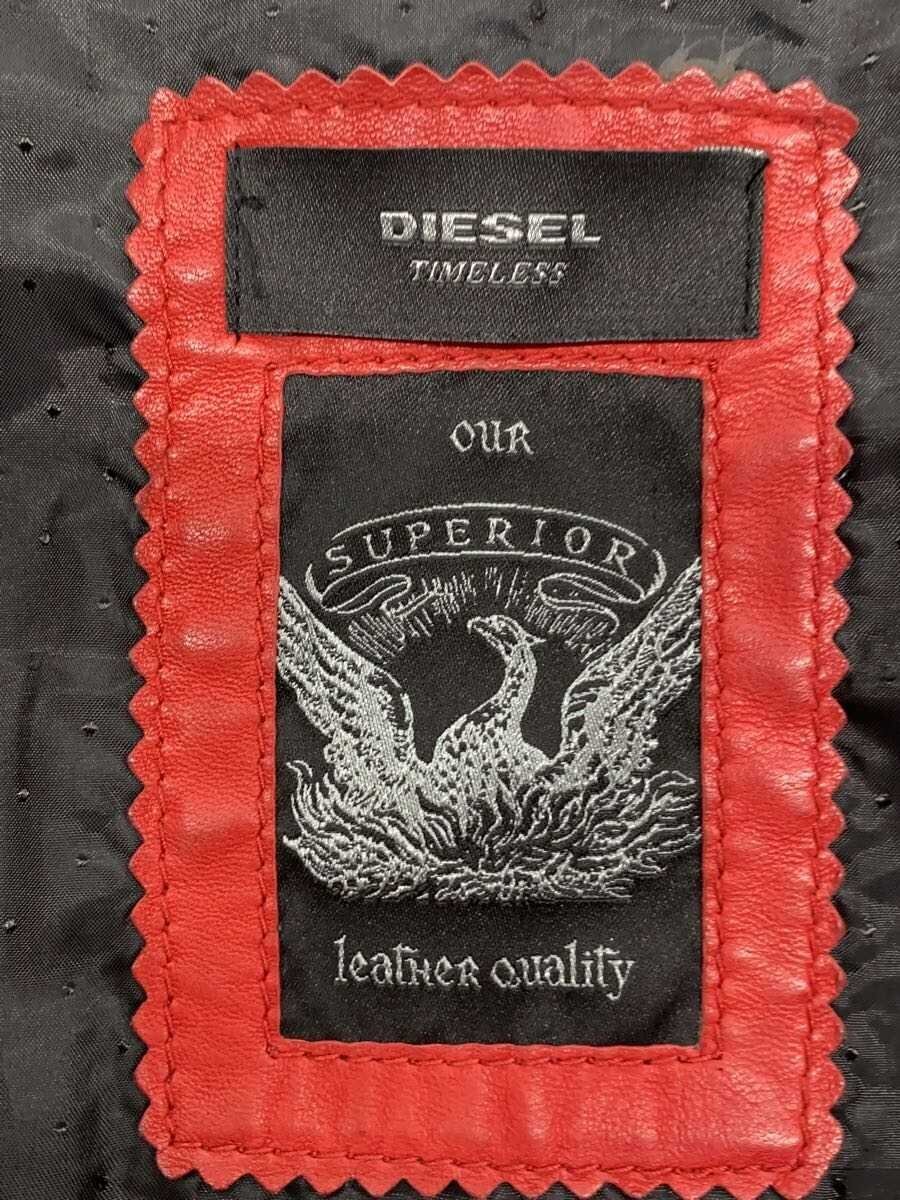 DIESEL
TIMELESS
OUR
SUPERIOR
leather quality